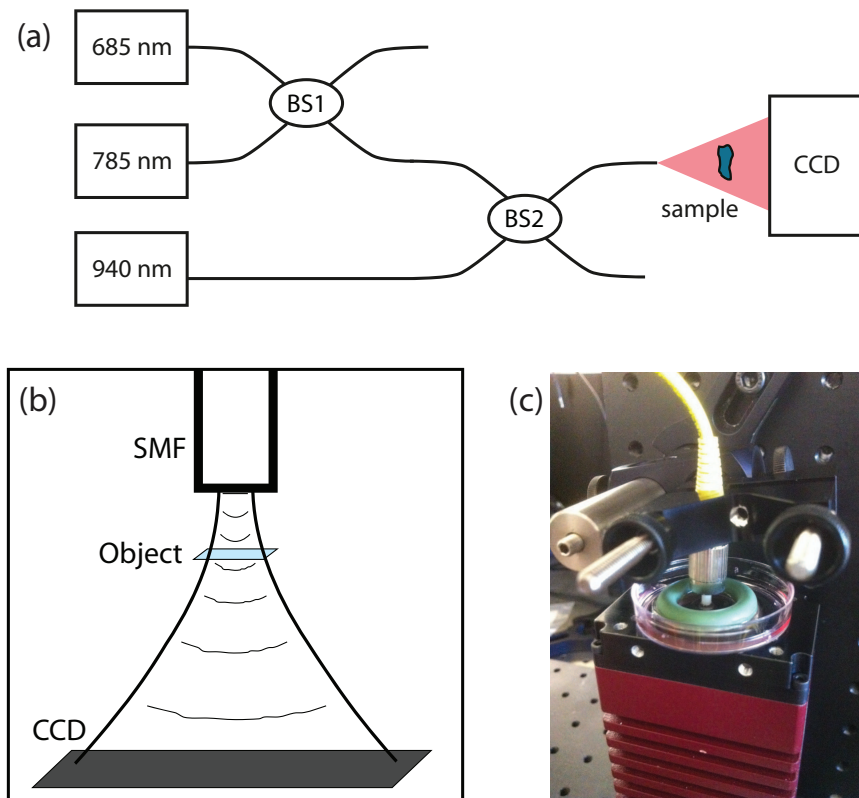 (a)
685 nm
BS1
785 nm
CCD
sample
BS2
940 nm
(b)
SMF
Object
CCD
(c)